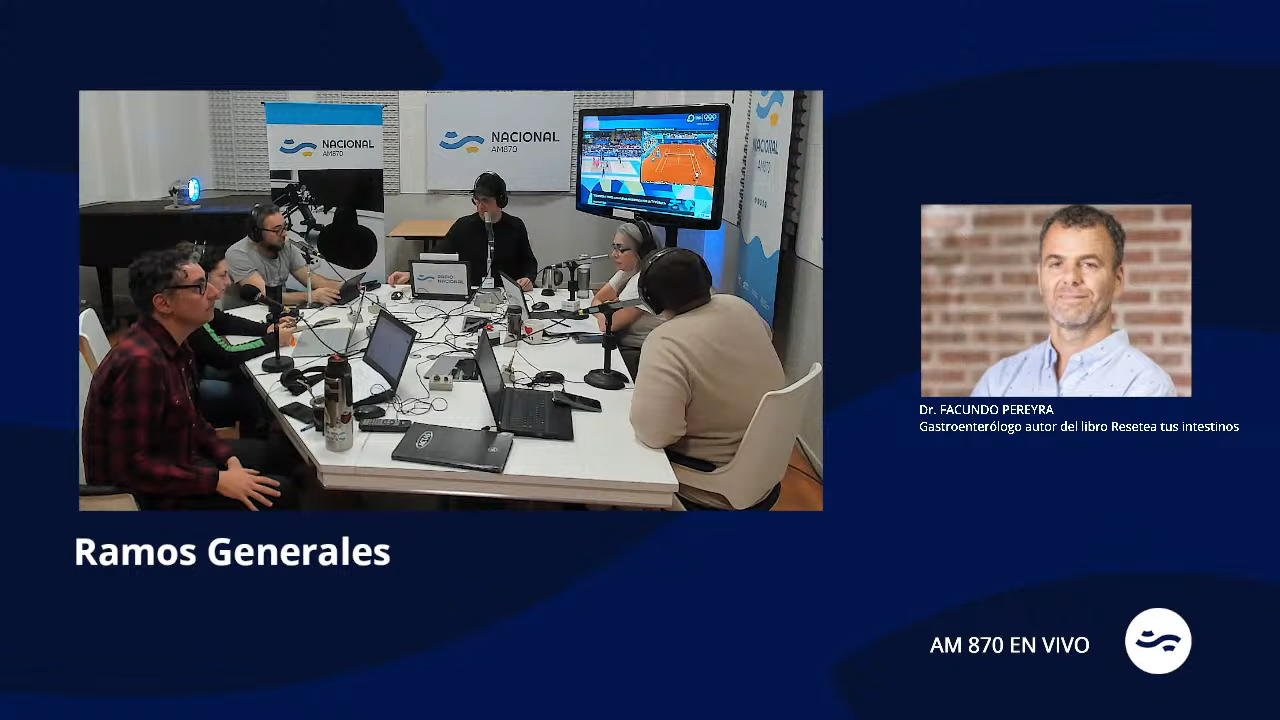 NACIONAL
AM870
NACIONAL
AM870
NACIONAL
AM870
RADIO
NACIONAL
Dr. FACUNDO PEREYRA
Gastroenterólogo autor del libro Resetea tus intestinos
Ramos Generales
AM 870 EN VIVO